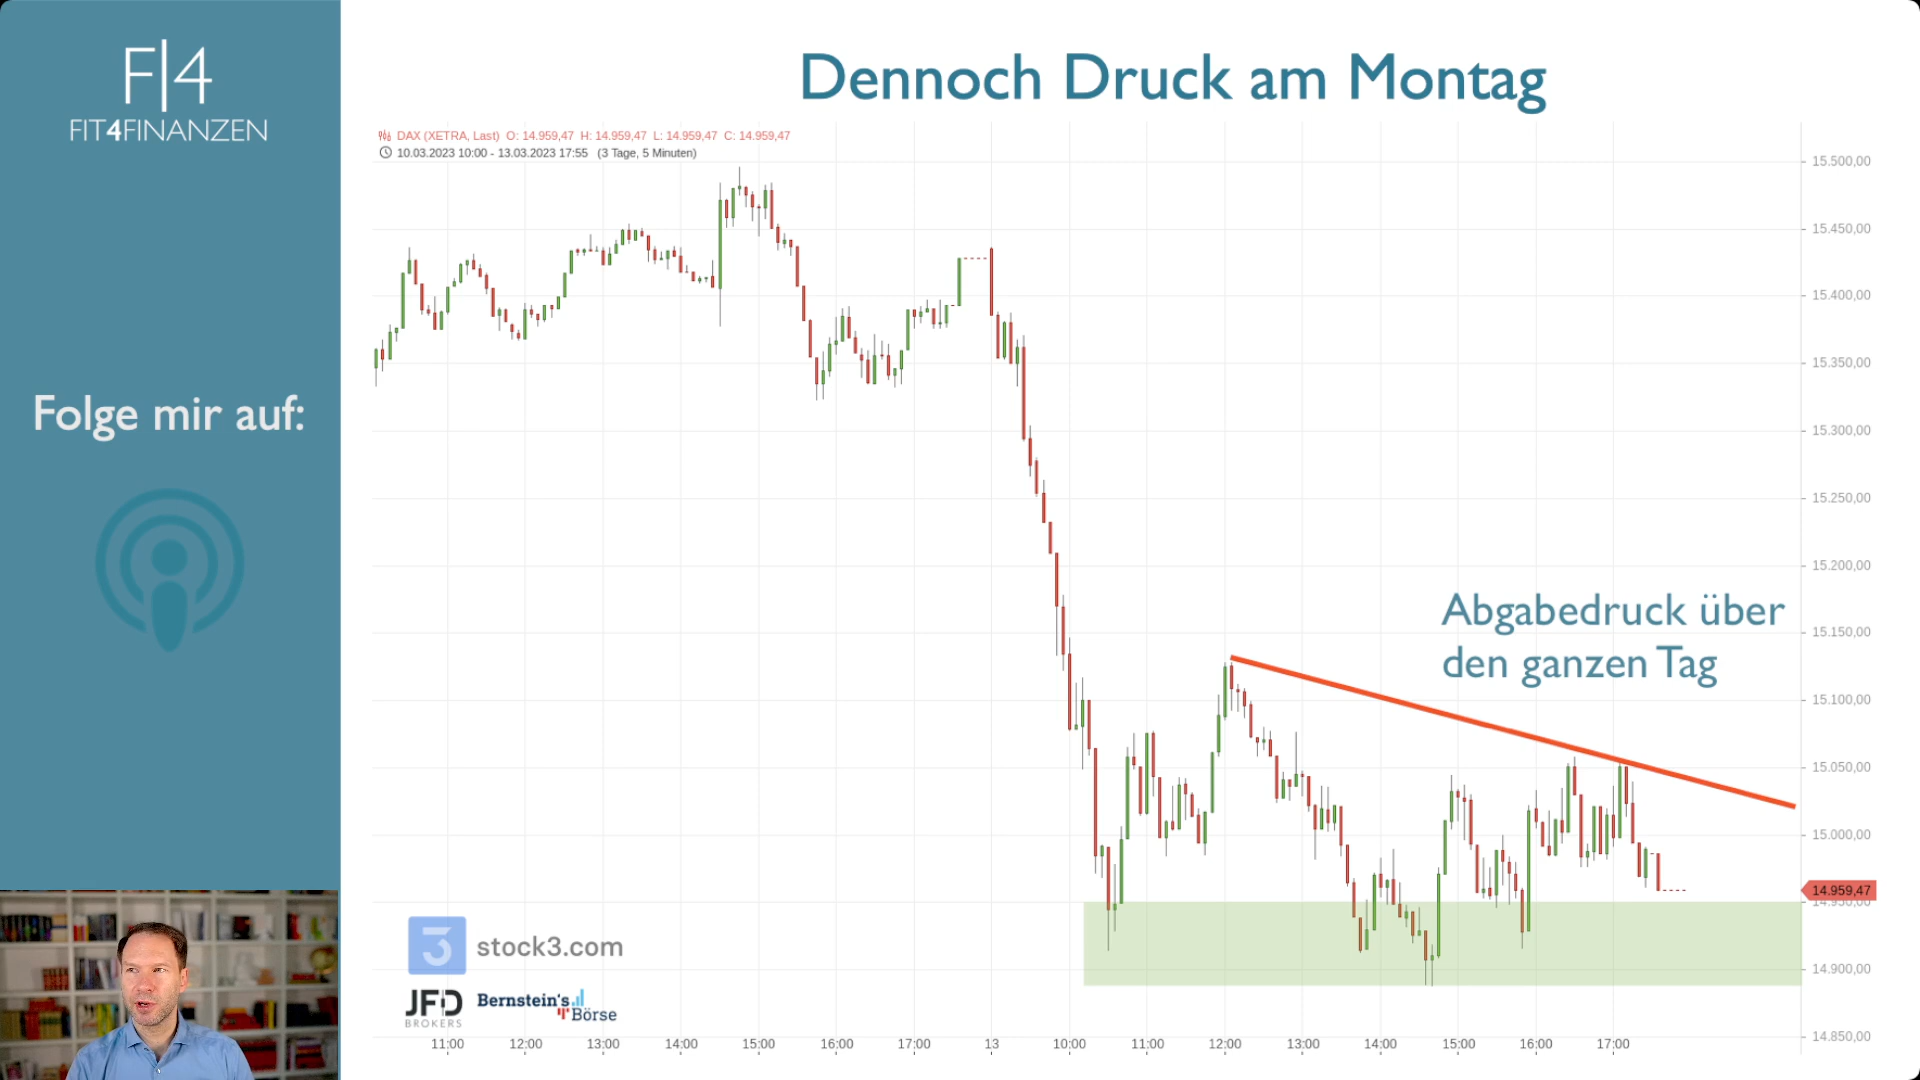 F|4
FIT4FINANZEN
Folge mir auf:
Dennoch Druck am Montag
DAX (XETRA, Last) O: 14.959,47 H: 14.959,47 L: 14.959,47 C: 14.959,47
10.03.2023 10:00 - 13.03.2023 17:55 (3 Tage, 5 Minuten)
15.500,00
15.450,00
15.400,00
15.350,00
15.300,00
15.250,00
15.200,00
15.150,00
15.100,00
15.050,00
15.000,00
14.959,47
14.950,00
14.900,00
14.850,00
Abgabedruck über
den ganzen Tag
3 stock3.com
JFD
BROKERS
Bernstein's
Börse
11:00 12:00 13:00 14:00 15:00 16:00 17:00 13 10:00 11:00 12:00 13:00 14:00 15:00 16:00 17:00